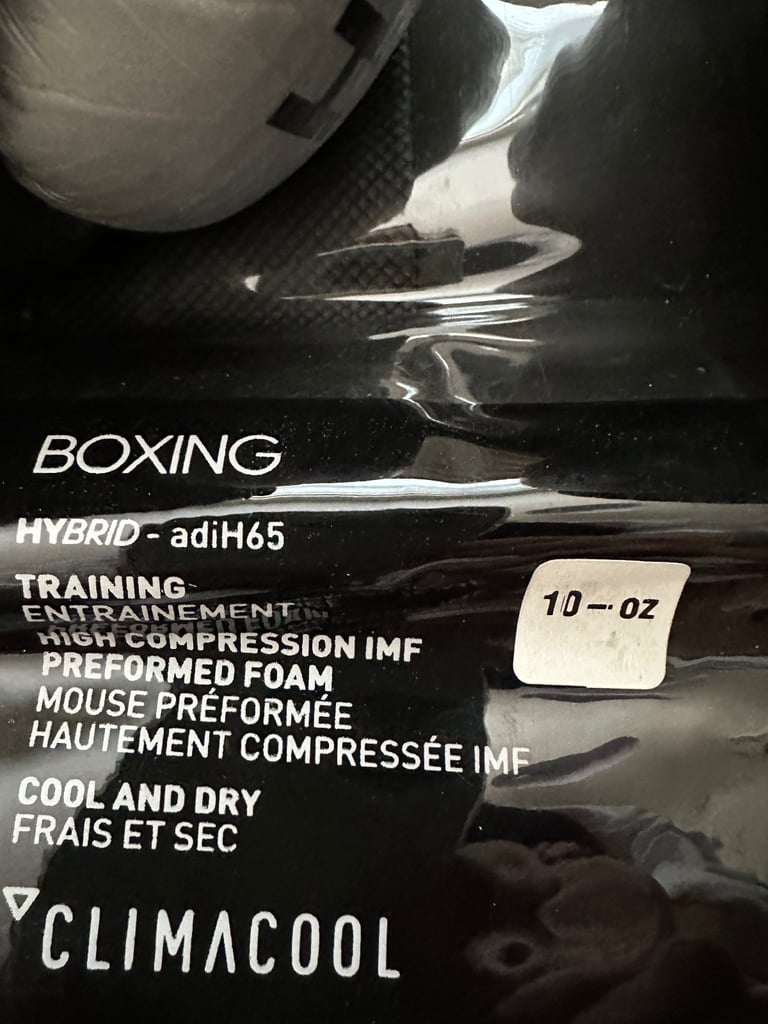 BOXING
HYBRID - adiH65
10-- OZ
TRAINING
ENTRAINEMENT
HIGH COMPRESSION IMF
PREFORMED FOAM
MOUSE PRÉFORMÉE
HAUTEMENT COMPRESSÉE IMF
COOL AND DRY
FRAIS ET SEC
CLIMACOOL